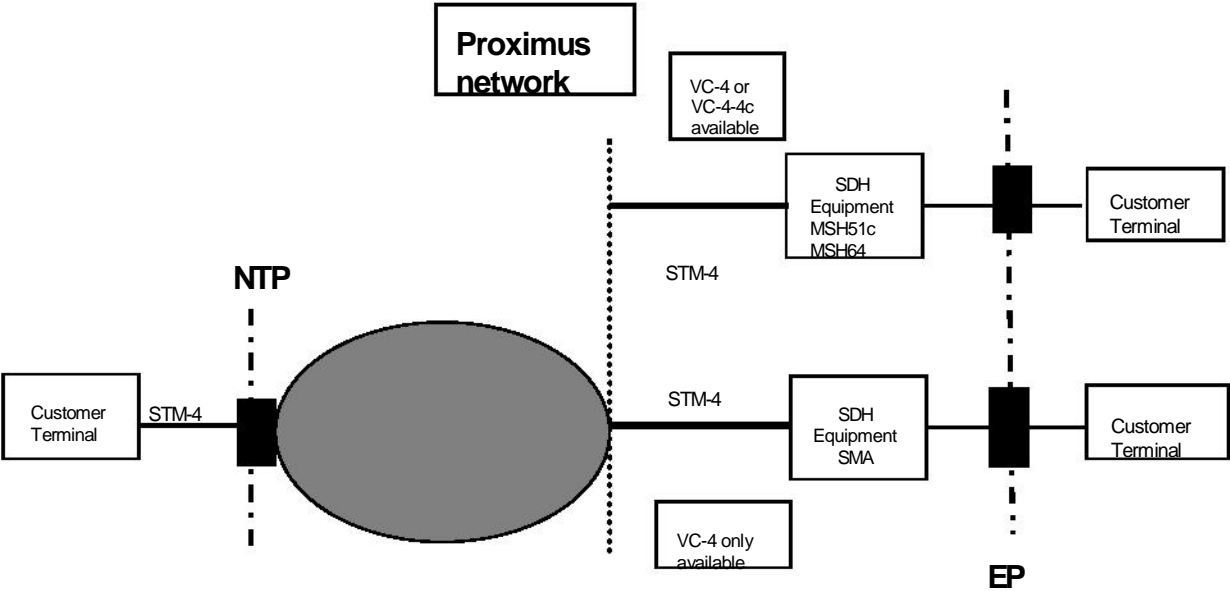 Proximus
network
VC-4 or
VC-4-4c
available
SDH
Equipment
MSH51c
MSH64
Customer
Terminal
STM-4
NTP
Customer
Terminal
STM-4
STM-4
SDH
Equipment
SMA
Customer
Terminal
VC-4 only
available
EP